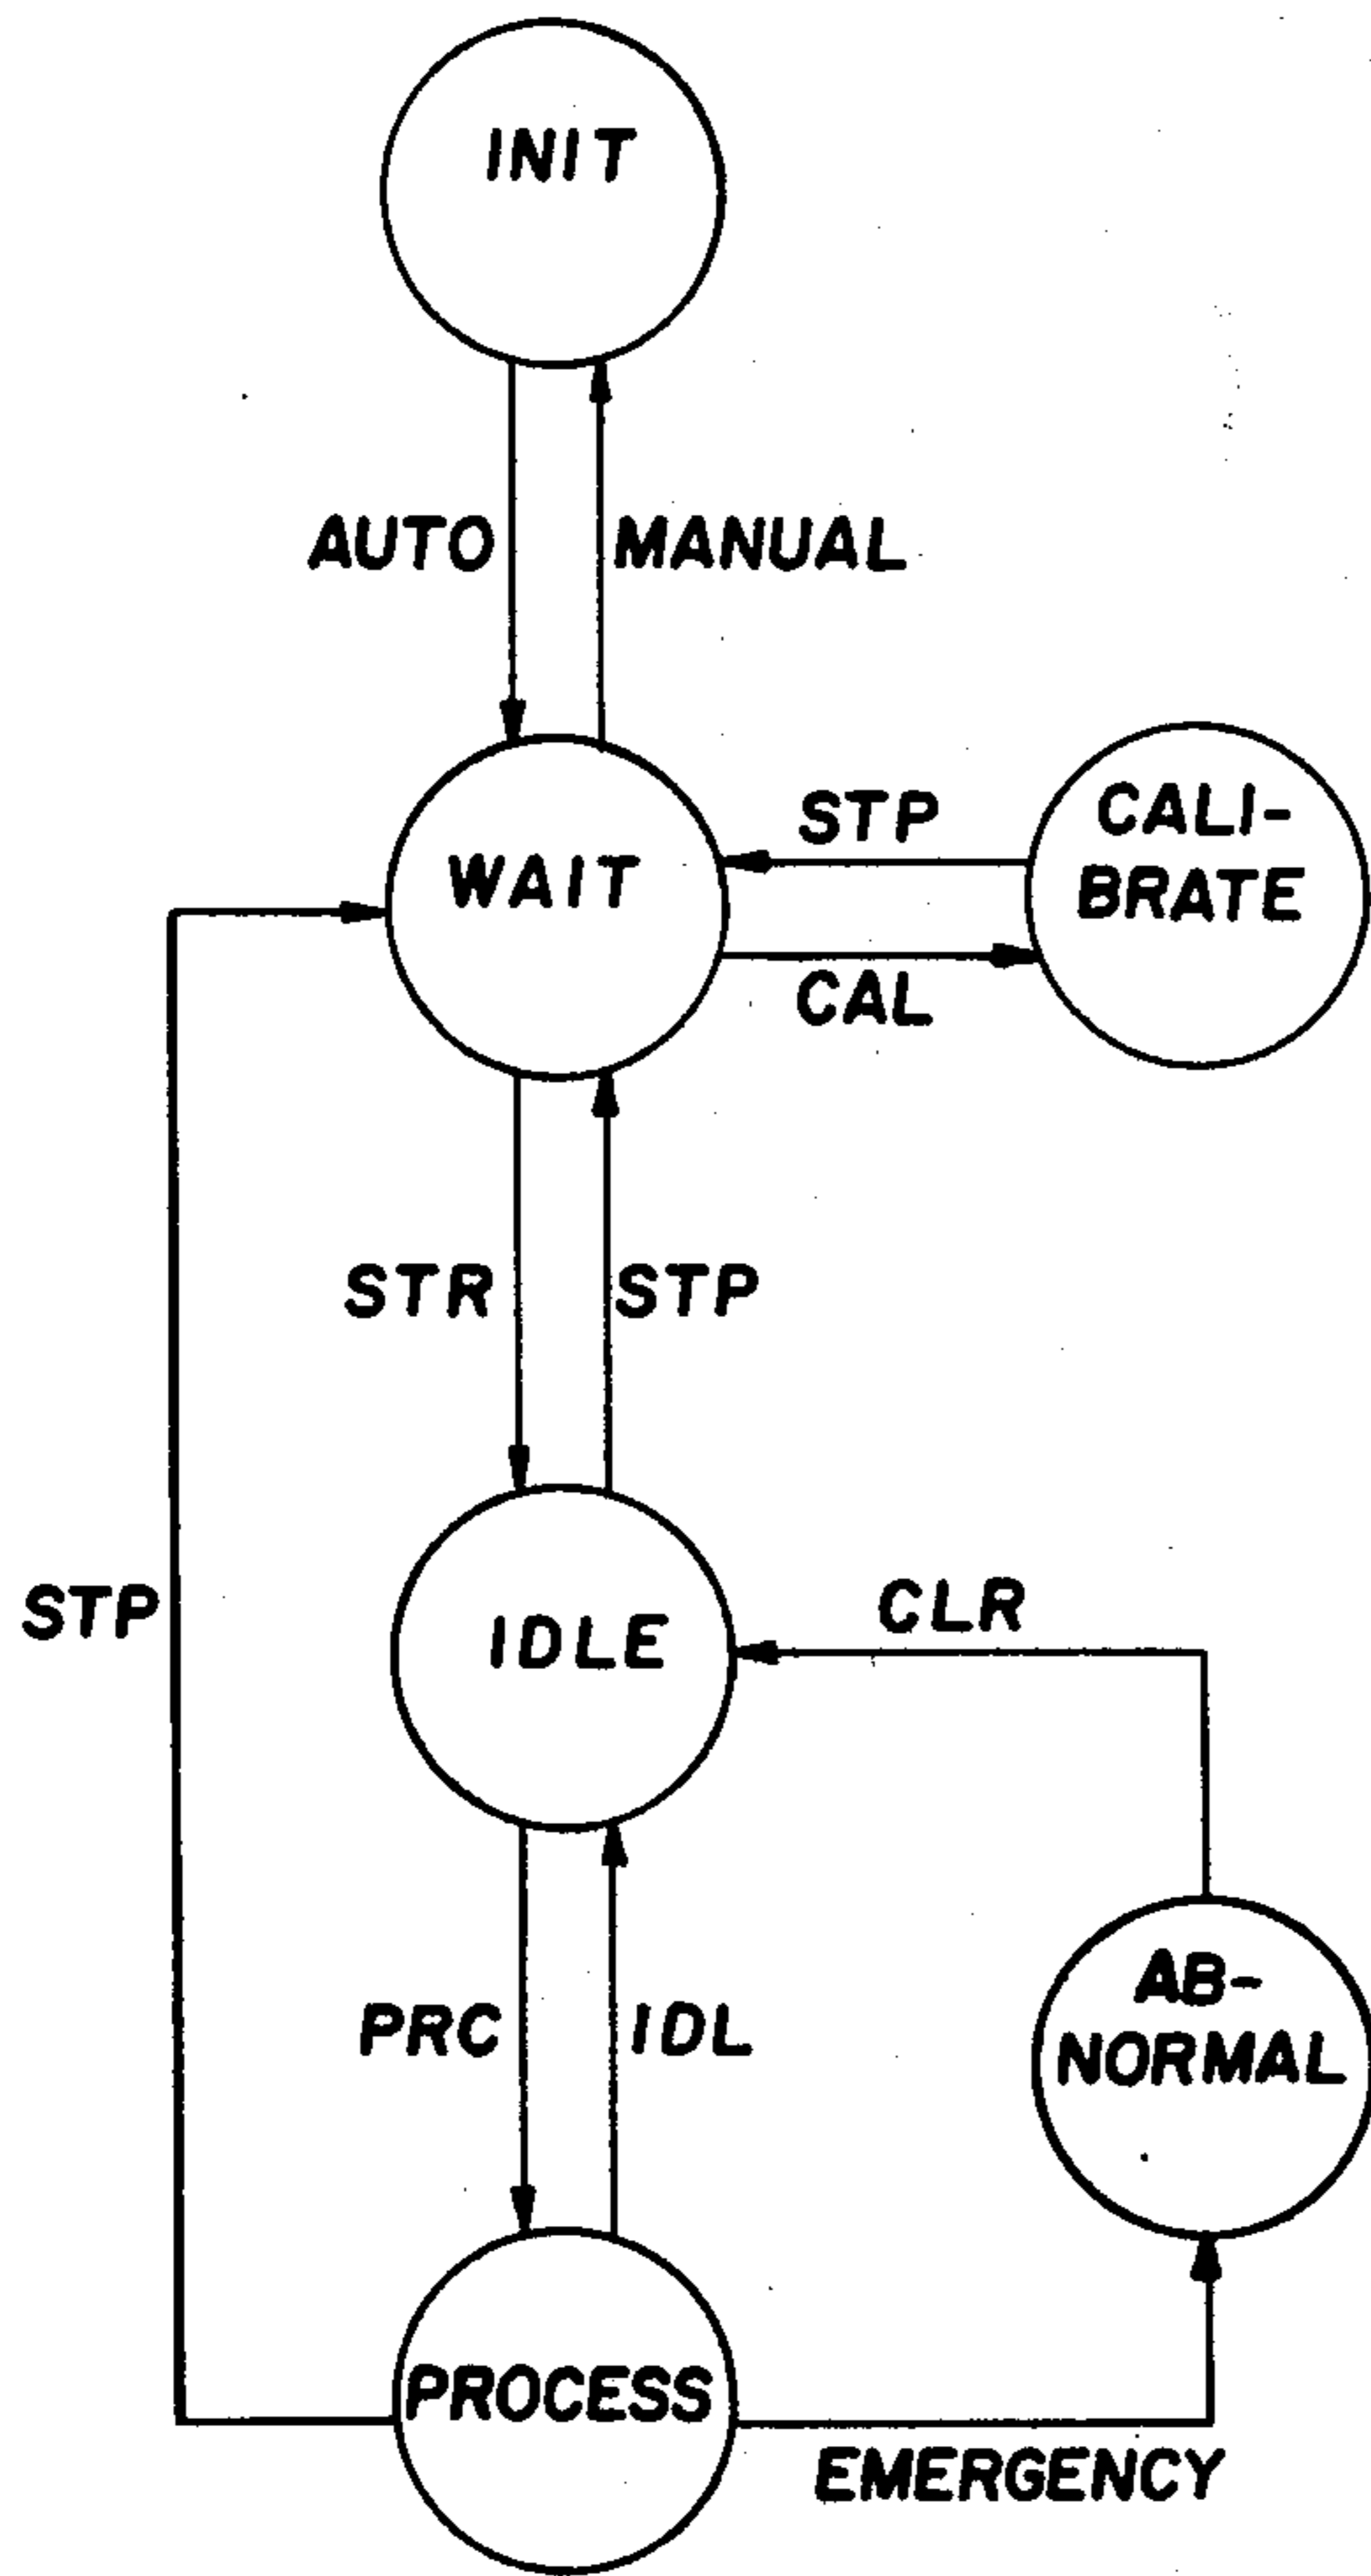 INIT
AUTO
MANUAL
WAIT
STP
CALI-
BRATE
CAL
STR
STP
STP
IDLE
CLR
PRC
IDL
AB-
NORMAL
PROCESS
EMERGENCY